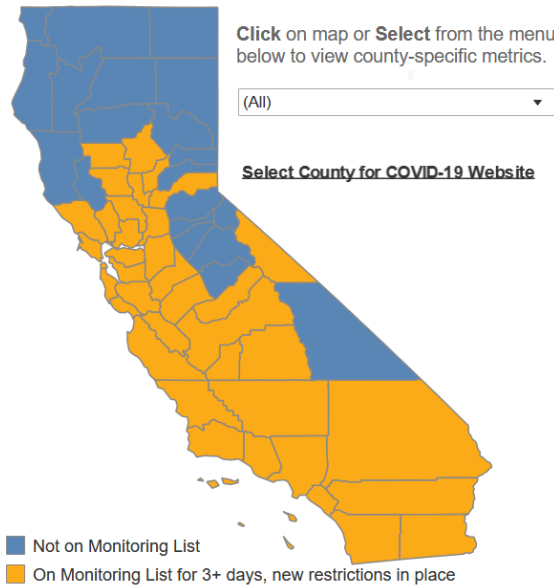 Click on map or Select from the menu
below to view county-specific metrics.
(All)
Select County for COVID-19 Website
Not on Monitoring List
On Monitoring List for 3+ days, new restrictions in place